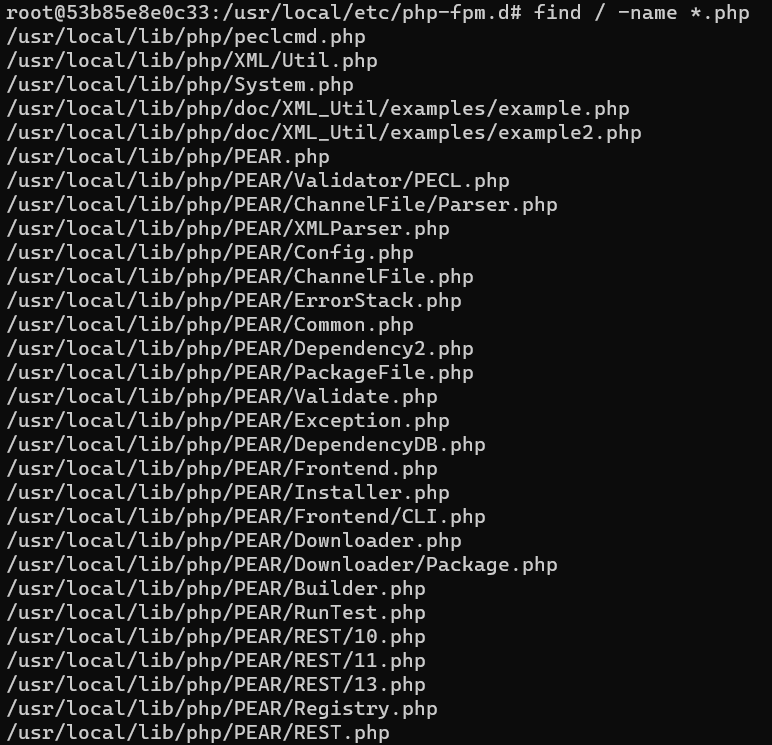 root@53b85e8e0c33:/usr/local/etc/php-fpm.d# find / -name *.php
/usr/local/lib/php/peclcmd.php
/usr/local/lib/php/XML/Util.php
/usr/local/lib/php/System.php
/usr/local/lib/php/doc/XML_Util/examples/example.php
/usr/local/lib/php/doc/XML_Util/examples/example2.php
/usr/local/lib/php/PEAR.php
/usr/local/lib/php/PEAR/Validator/PECL.php
/usr/local/lib/php/PEAR/ChannelFile/Parser.php
/usr/local/lib/php/PEAR/XMLParser.php
/usr/local/lib/php/PEAR/Config.php
/usr/local/lib/php/PEAR/ChannelFile.php
/usr/local/lib/php/PEAR/ErrorStack.php
/usr/local/lib/php/PEAR/Common.php
/usr/local/lib/php/PEAR/Dependency2.php
/usr/local/lib/php/PEAR/PackageFile.php
/usr/local/lib/php/PEAR/Validate.php
/usr/local/lib/php/PEAR/Exception.php
/usr/local/lib/php/PEAR/DependencyDB.php
/usr/local/lib/php/PEAR/Frontend.php
/usr/local/lib/php/PEAR/Installer.php
/usr/local/lib/php/PEAR/Frontend/CLI.php
/usr/local/lib/php/PEAR/Downloader.php
/usr/local/lib/php/PEAR/Downloader/Package.php
/usr/local/lib/php/PEAR/Builder.php
/usr/local/lib/php/PEAR/RunTest.php
/usr/local/lib/php/PEAR/REST/10.php
/usr/local/lib/php/PEAR/REST/11.php
/usr/local/lib/php/PEAR/REST/13.php
/usr/local/lib/php/PEAR/Registry.php
/usr/local/lib/php/PEAR/REST.php